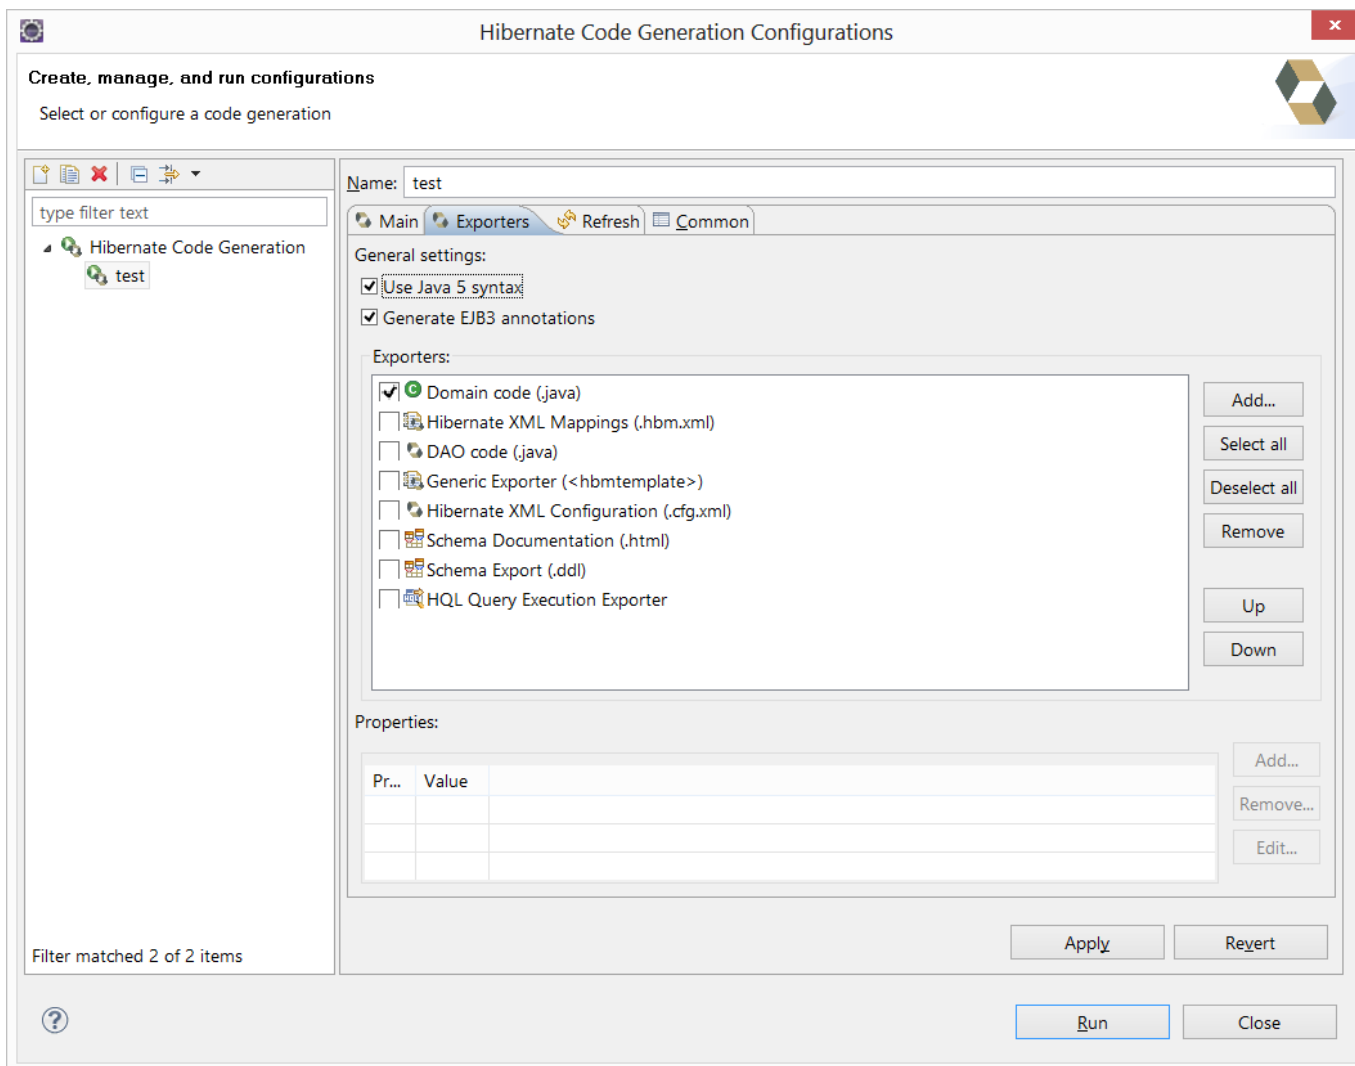 Hibernate Code Generation Configurations
Create, manage, and run configurations
Select or configure a code generation
type filter text
Hibernate Code Generation
test
Filter matched 2 of 2 items
Name: test
Main Exporters Refresh Common
General settings:
Use Java 5 syntax
Generate EJB3 annotations
Exporters:
Domain code (.java)
Hibernate XML Mappings (.hbm.xml)
DAO code (.java)
Generic Exporter (<hbmtemplate>)
Hibernate XML Configuration (.cfg.xml)
Schema Documentation (.html)
Schema Export (.ddl)
HQL Query Execution Exporter
Add...
Select all
Deselect all
Remove
Up
Down
Properties:
Pr... Value
Add...
Remove...
Edit...
Apply Revert
Run Close